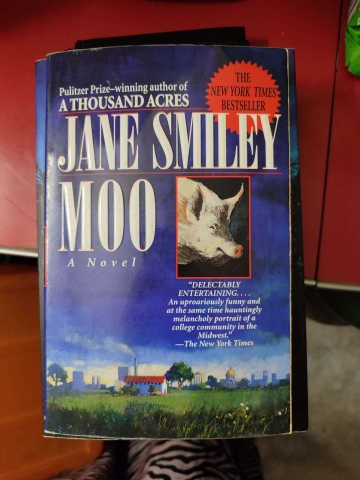 Pulitzer Prize–winning author of
A THOUSAND ACRES
THE
NEW YORK TIMES
BESTSELLER
JANE SMILEY
MOO
A Novel
"DELECTABLY
ENTERTAINING. . . .
An uproariously funny and
at the same time hauntingly
melancholy portrait of a
college community in the
Midwest."
—The New York Times